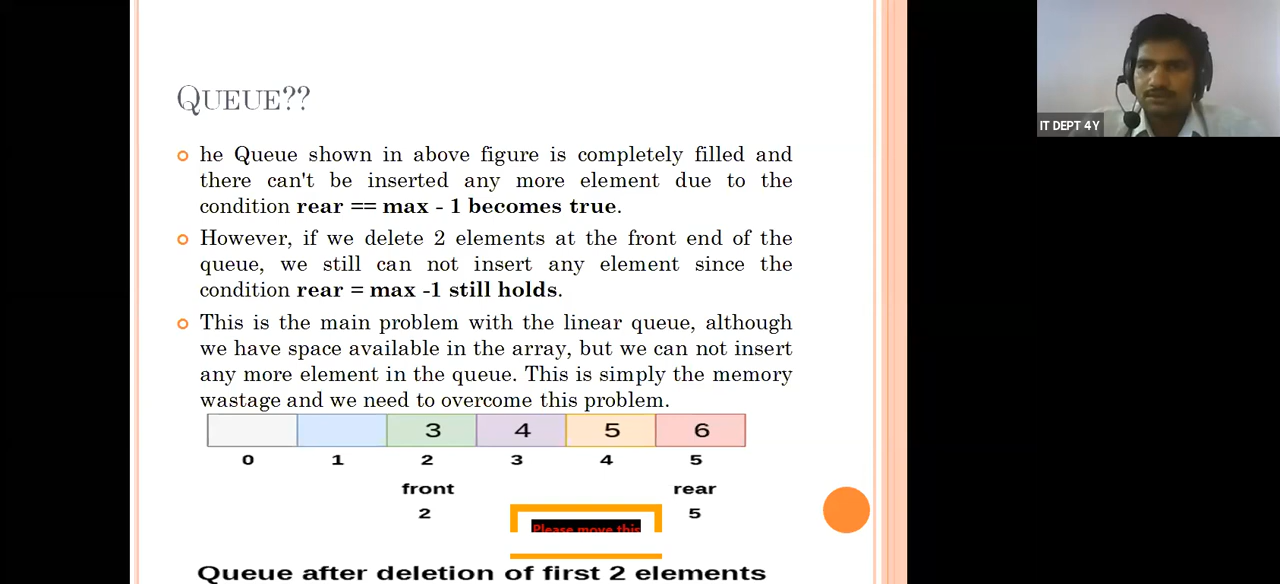 QUEUE??
he Queue shown in above figure is completely filled and
there can't be inserted any more element due to the
condition rear == max - 1 becomes true.
However, if we delete 2 elements at the front end of the
queue, we still can not insert any element since the
condition rear = max -1 still holds.
This is the main problem with the linear queue, although
we have space available in the array, but we can not insert
any more element in the queue. This is simply the memory
wastage and we need to overcome this problem.
3 4 5 6
0 1 2 3 4 5
front rear
2 5
Please move this
Queue after deletion of first 2 elements
IT DEPT 4Y